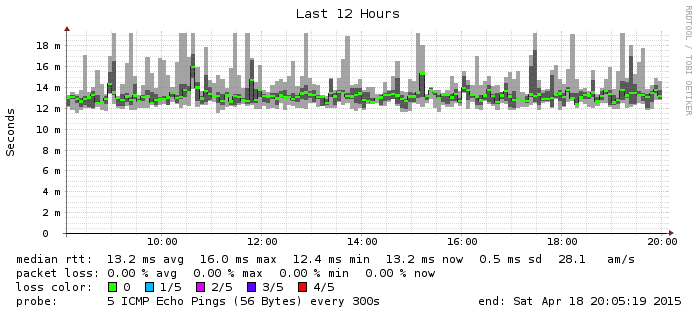 Last 12 Hours
RRDTOOL / TOBI OETIKER
Seconds
18 m
16 m
14 m
12 m
10 m
8 m
6 m
4 m
2 m
0
10:00 12:00 14:00 16:00 18:00 20:00
median rtt: 13.2 ms avg 16.0 ms max 12.4 ms min 13.2 ms now 0.5 ms sd 28.1 am/s
packet loss: 0.00 % avg 0.00 % max 0.00 % min 0.00 % now
loss color: 0 1/5 2/5 3/5 4/5
probe: 5 ICMP Echo Pings (56 Bytes) every 300s end: Sat Apr 18 20:05:19 2015